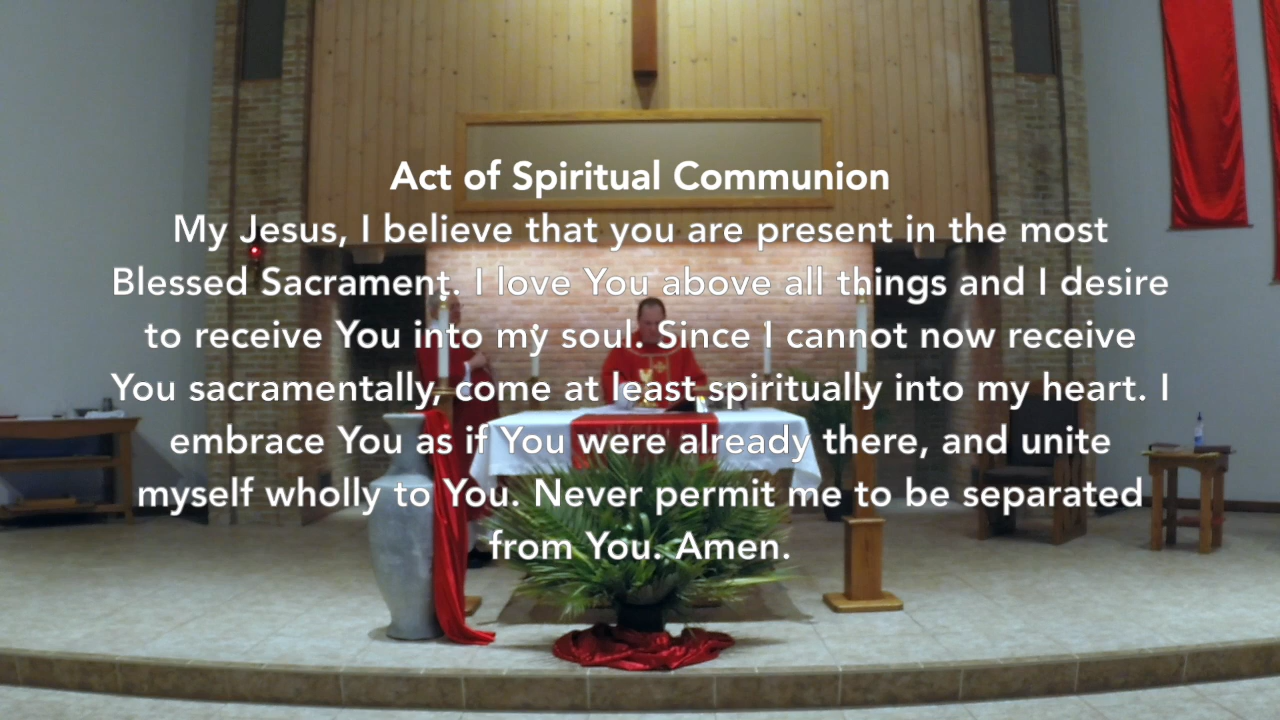 Act of Spiritual Communion
My Jesus, I believe that you are present in the most
Blessed Sacrament. I love You above all things and I desire
to receive You into my soul. Since I cannot now receive
You sacramentally, come at least spiritually into my heart. I
embrace You as if You were already there, and unite
myself wholly to You. Never permit me to be separated
from You. Amen.